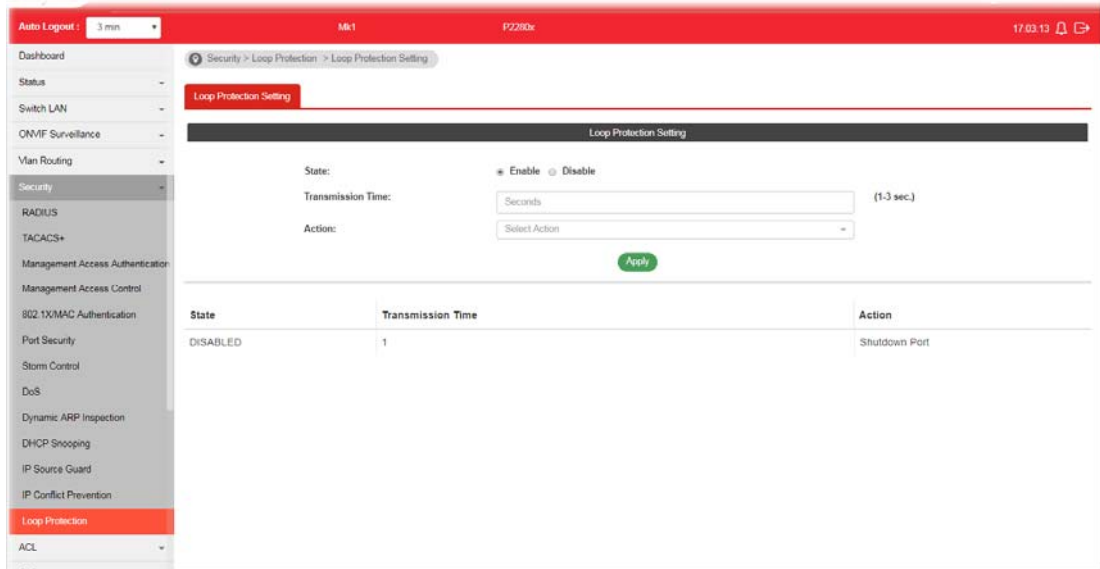 Auto Logout : 3 min Mk1 P2280x 17:03:13
Dashboard
Status
Switch LAN
ONVIF Surveillance
Vlan Routing
Security
RADIUS
TACACS+
Management Access Authentication
Management Access Control
802.1X/MAC Authentication
Port Security
Storm Control
DoS
Dynamic ARP Inspection
DHCP Snooping
IP Source Guard
IP Conflict Prevention
Loop Protection
ACL
Security > Loop Protection > Loop Protection Setting
Loop Protection Setting
Loop Protection Setting
State: Enable Disable
Transmission Time: Seconds (1-3 sec.)
Action: Select Action
Apply
State Transmission Time Action
DISABLED 1 Shutdown Port